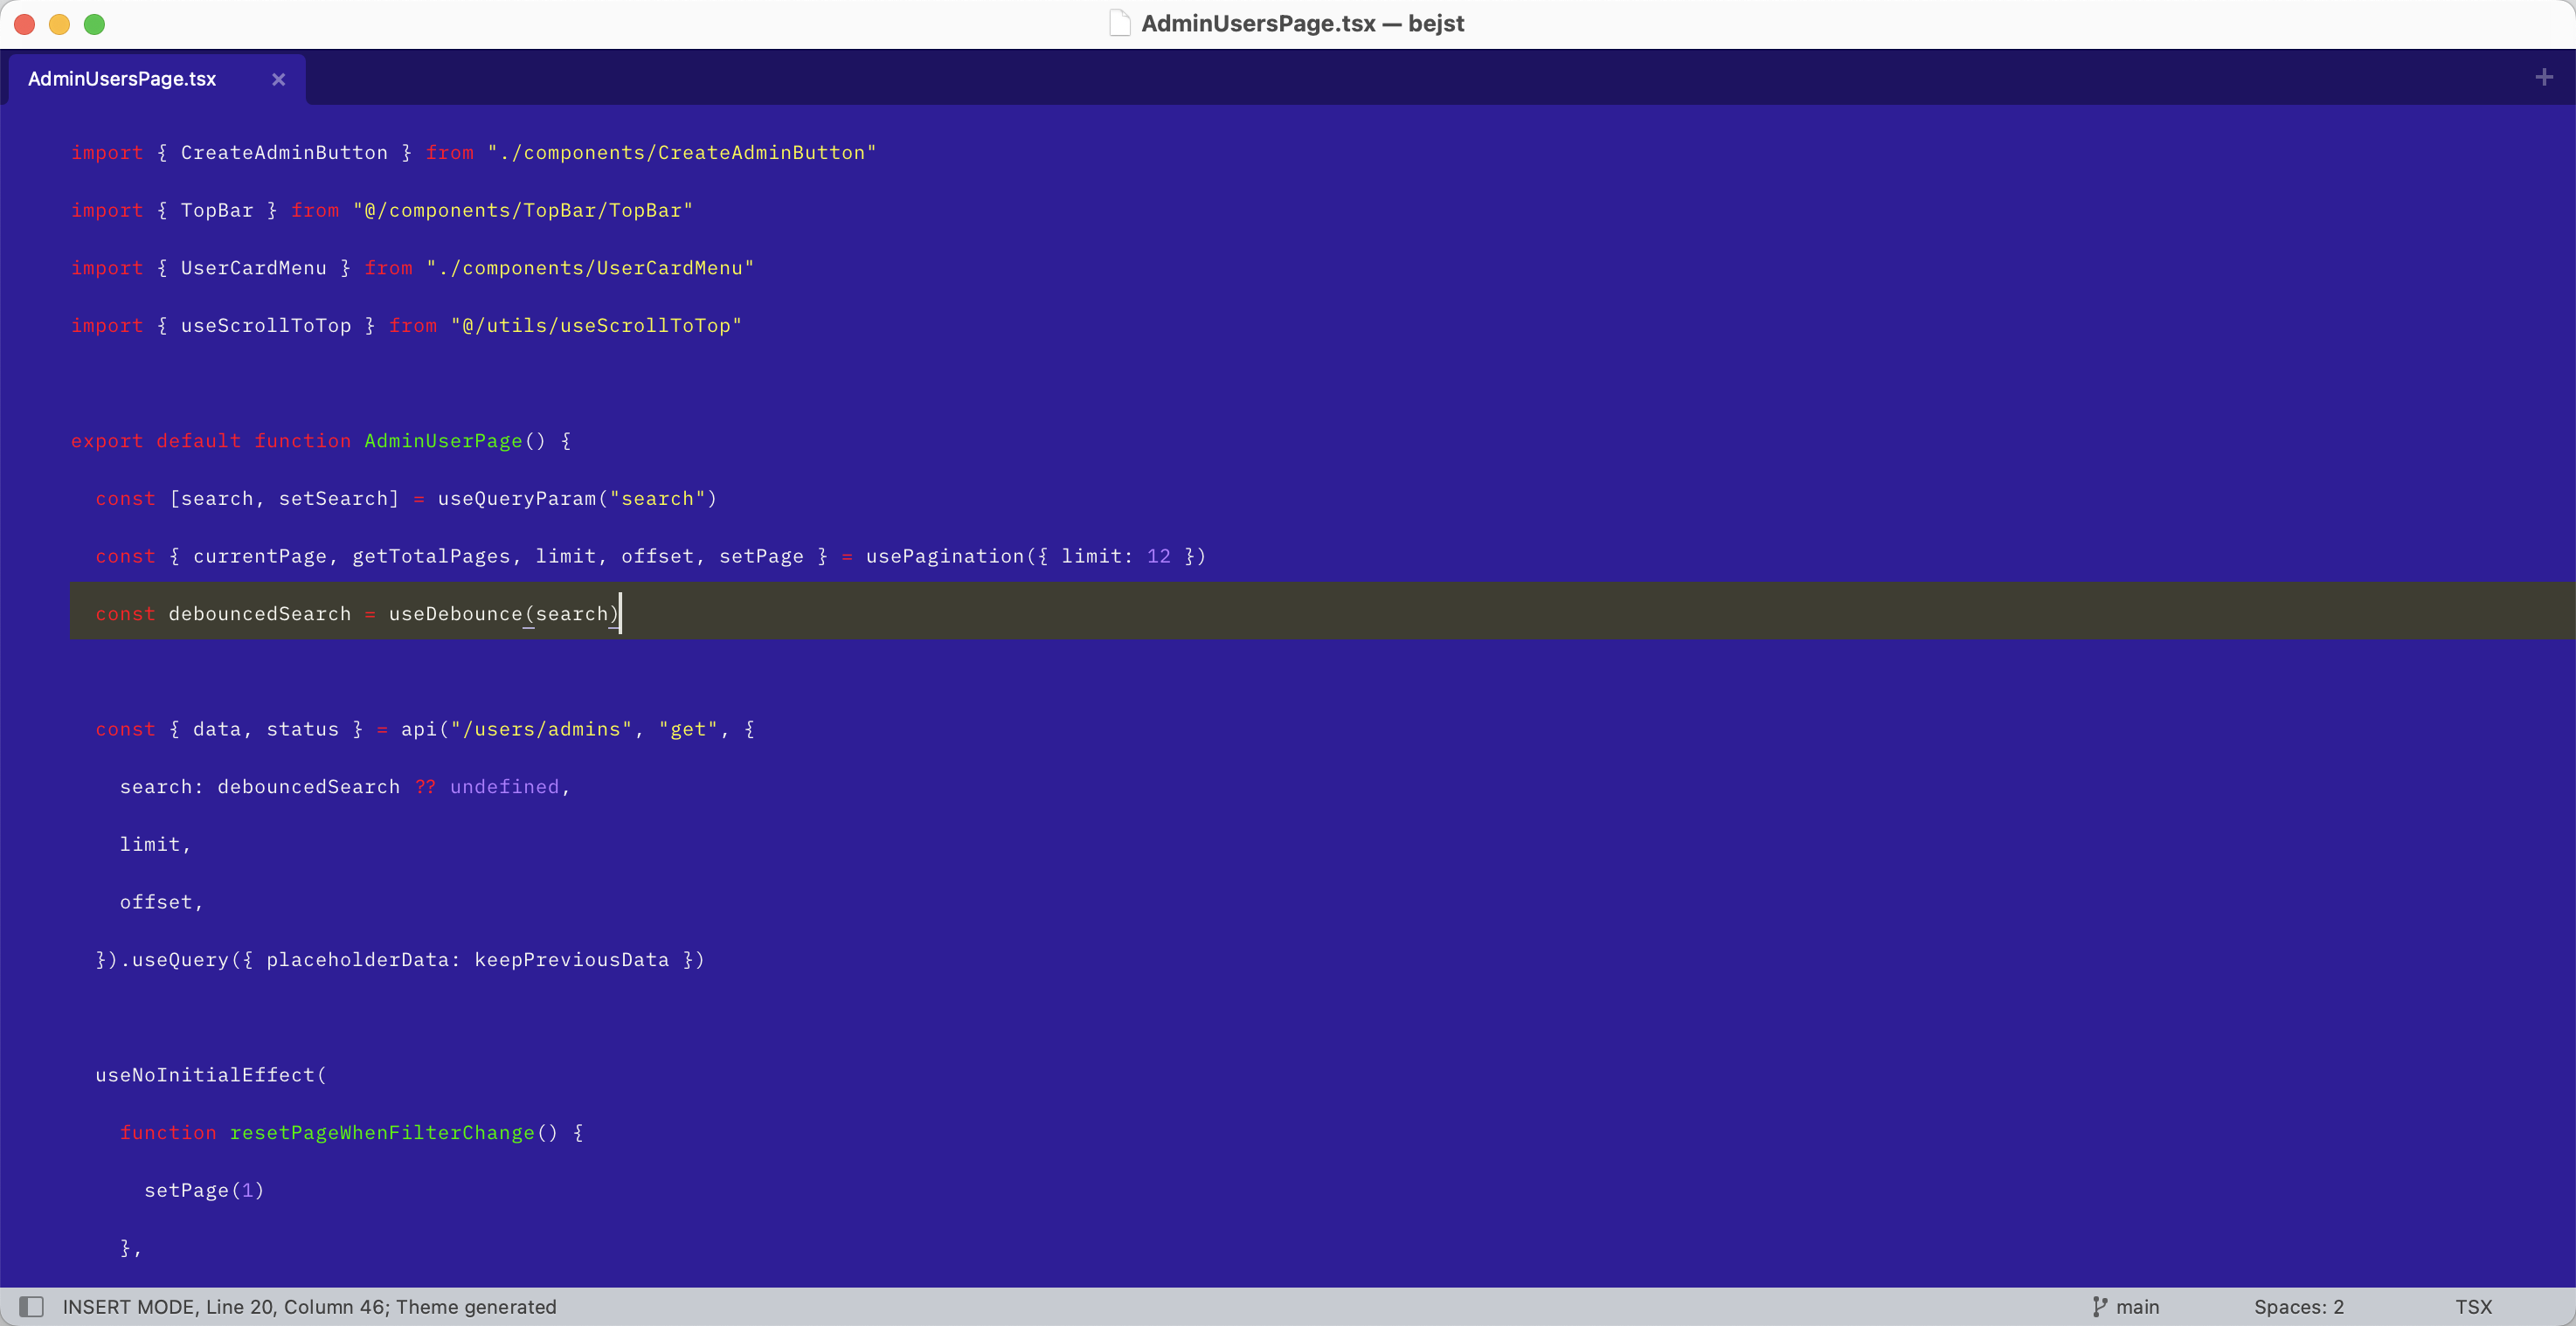 AdminUsersPage.tsx — bejst
AdminUsersPage.tsx
import { CreateAdminButton } from "./components/CreateAdminButton"
import { TopBar } from "@/components/TopBar/TopBar"
import { UserCardMenu } from "./components/UserCardMenu"
import { useScrollToTop } from "@/utils/useScrollToTop"
export default function AdminUserPage() {
const [search, setSearch] = useQueryParam("search")
const { currentPage, getTotalPages, limit, offset, setPage } = usePagination({ limit: 12 })
const debouncedSearch = useDebounce(search)
const { data, status } = api("/users/admins", "get", {
search: debouncedSearch ?? undefined,
limit,
offset,
}).useQuery({ placeholderData: keepPreviousData })
useNoInitialEffect(
function resetPageWhenFilterChange() {
setPage(1)
},
INSERT MODE, Line 20, Column 46; Theme generated
main
Spaces: 2
TSX